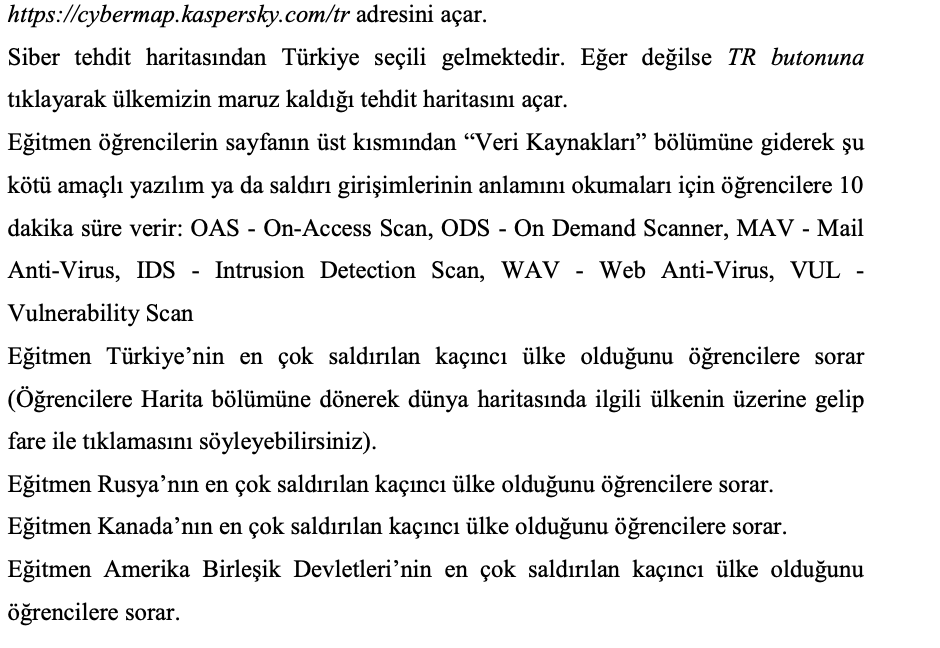 https://cybermap.kaspersky.com/tr adresini açar.
Siber tehdit haritasından Türkiye seçili gelmektedir. Eğer değilse TR butonuna
tıklayarak ülkemizin maruz kaldığı tehdit haritasını açar.
Eğitmen öğrencilerin sayfanın üst kısmından “Veri Kaynakları” bölümüne giderek şu
kötü amaçlı yazılım ya da saldırı girişimlerinin anlamını okumaları için öğrencilere 10
dakika süre verir: OAS - On-Access Scan, ODS - On Demand Scanner, MAV - Mail
Anti-Virus, IDS - Intrusion Detection Scan, WAV - Web Anti-Virus, VUL -
Vulnerability Scan
Eğitmen Türkiye’nin en çok saldırılan kaçıncı ülke olduğunu öğrencilere sorar
(Öğrencilere Harita bölümüne dönerek dünya haritasında ilgili ülkenin üzerine gelip
fare ile tıklamasını söyleyebilirsiniz).
Eğitmen Rusya’nın en çok saldırılan kaçıncı ülke olduğunu öğrencilere sorar.
Eğitmen Kanada’nın en çok saldırılan kaçıncı ülke olduğunu öğrencilere sorar.
Eğitmen Amerika Birleşik Devletleri’nin en çok saldırılan kaçıncı ülke olduğunu
öğrencilere sorar.